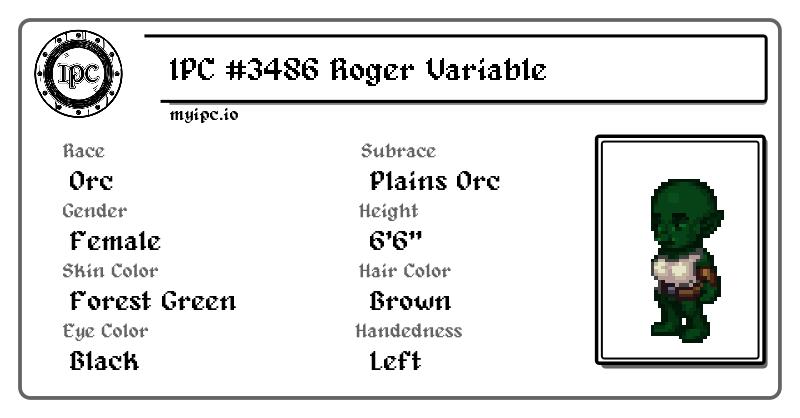 IPC
IPC #3486 Roger Variable
myipc.io
Race
Orc
Subrace
Plains Orc
Gender
Female
Height
6'6"
Skin Color
Forest Green
Hair Color
Brown
Eye Color
Black
Handedness
Left